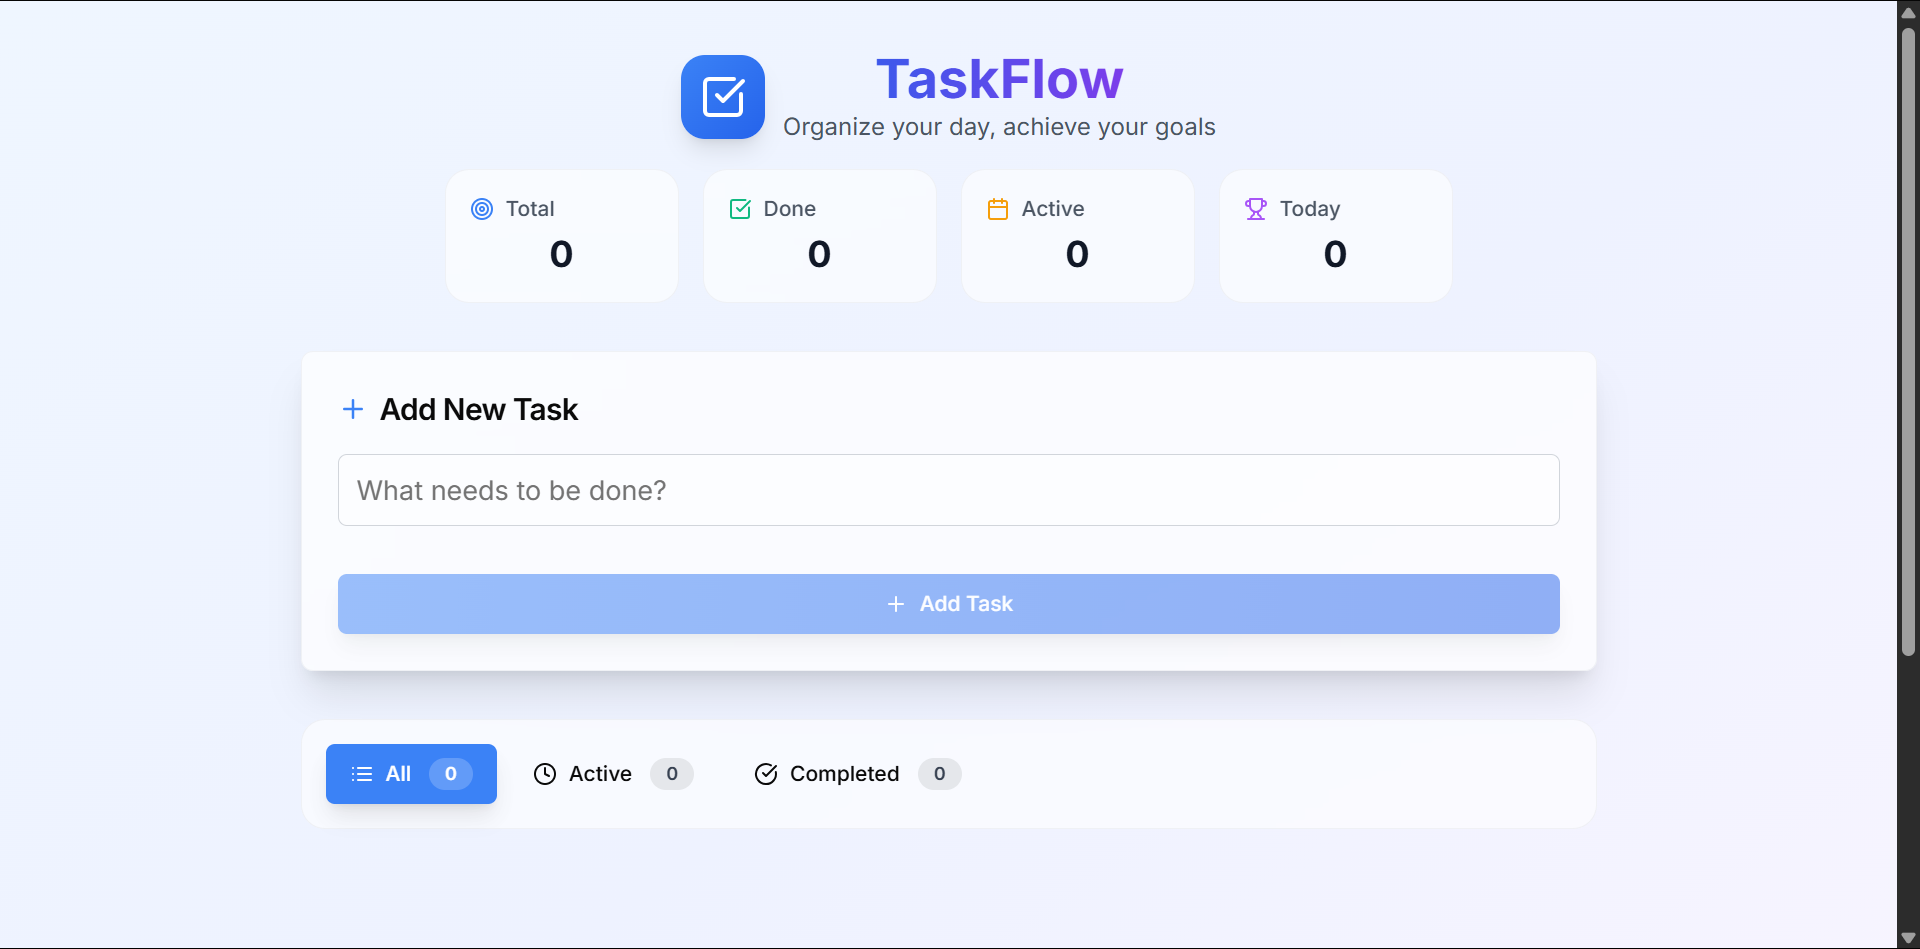 TaskFlow
Organize your day, achieve your goals
Total
0
Done
0
Active
0
Today
0
Add New Task
What needs to be done?
Add Task
All 0
Active 0
Completed 0